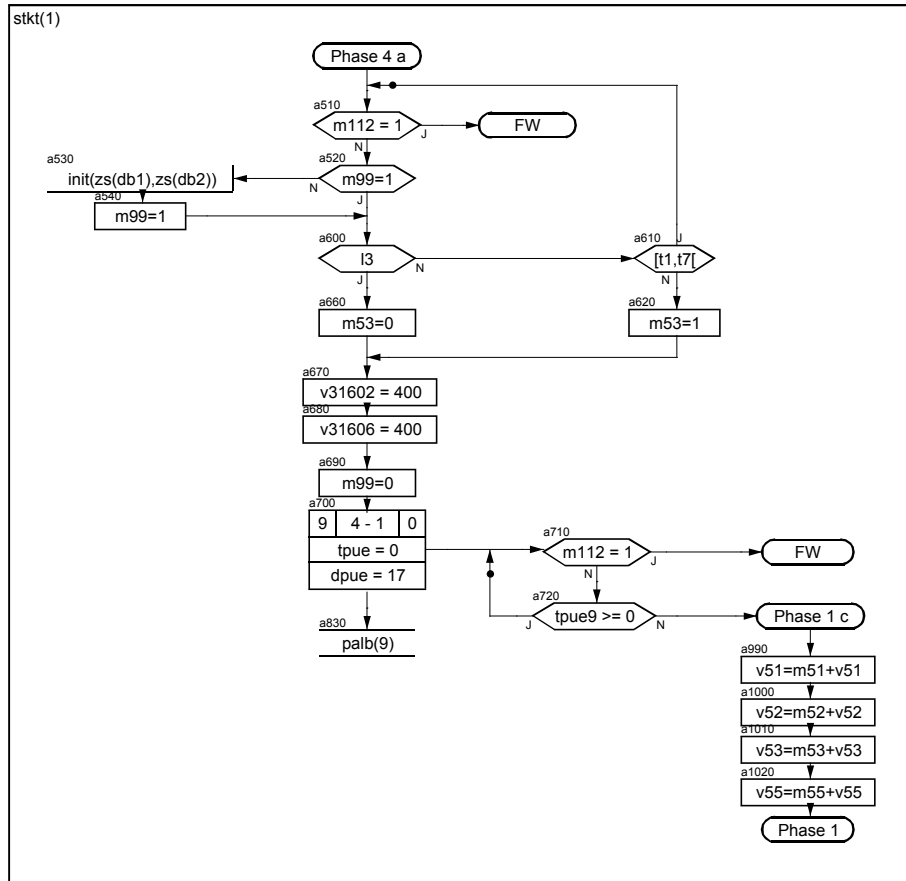 stkt(1)
Phase 4 a
a510
m112 = 1
J
FW
N
a520
m99=1
N
J
a530
init(zs(db1),zs(db2))
a540
m99=1
a600
l3
N
J
a610
J
[t1,t7[
N
a660
m53=0
a620
m53=1
a670
v31602 = 400
a680
v31606 = 400
a690
m99=0
a700
9 4 - 1 0
tpue = 0
dpue = 17
a710
m112 = 1
J
FW
N
a720
tpue9 >= 0
J
N
Phase 1 c
a830
palb(9)
a990
v51=m51+v51
a1000
v52=m52+v52
a1010
v53=m53+v53
a1020
v55=m55+v55
Phase 1